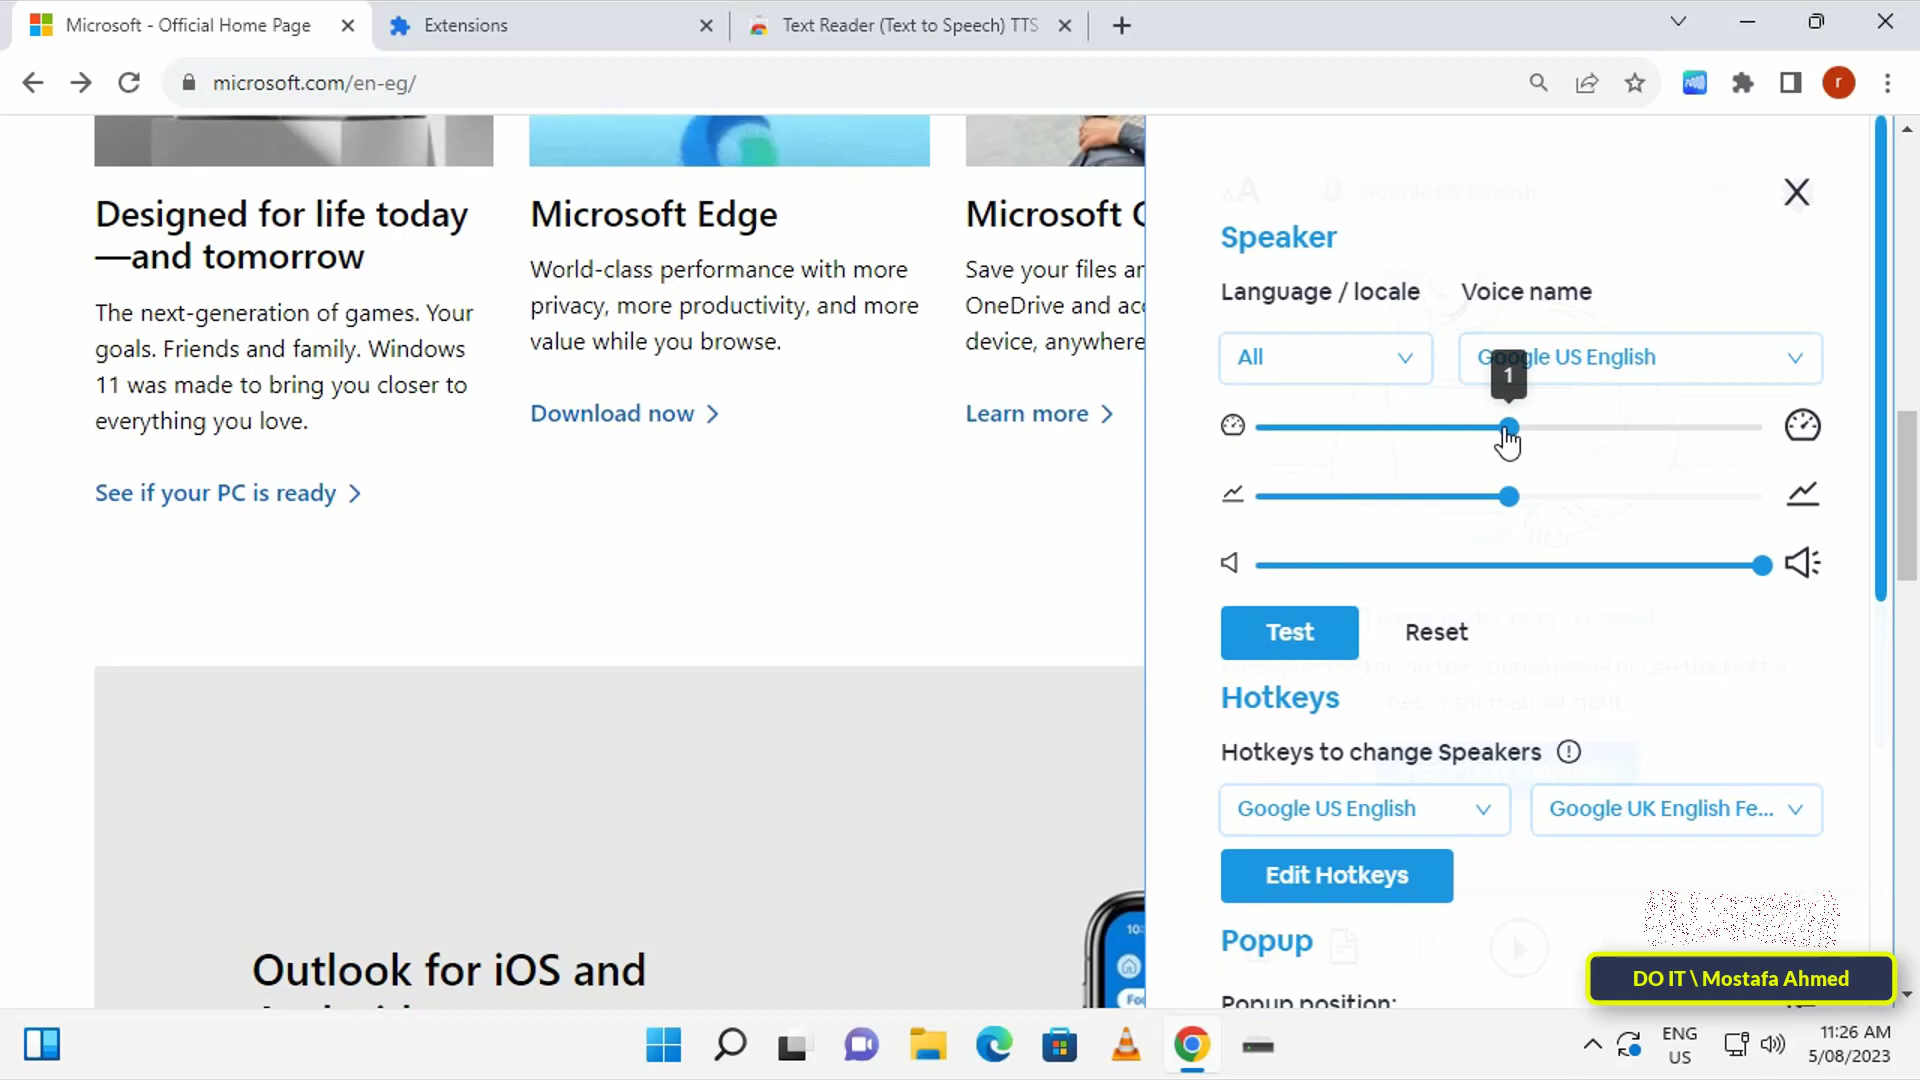 Microsoft - Official Home Page
Extensions
Text Reader (Text to Speech) TTS
microsoft.com/en-eg/
r
Designed for life today
—and tomorrow
The next-generation of games. Your
goals. Friends and family. Windows
11 was made to bring you closer to
everything you love.
See if your PC is ready
Microsoft Edge
World-class performance with more
privacy, more productivity, and more
value while you browse.
Download now
Microsoft
Save your files
OneDrive and
device, anywhere
Learn more
Outlook for iOS and
Speaker
Language / locale
Voice name
All
Google US English
1
Test
Reset
Hotkeys
Hotkeys to change Speakers
Google US English
Google UK English Fe...
Edit Hotkeys
Popup
Popup position:
DO IT \ Mostafa Ahmed
ENG
US
11:26 AM
5/08/2023